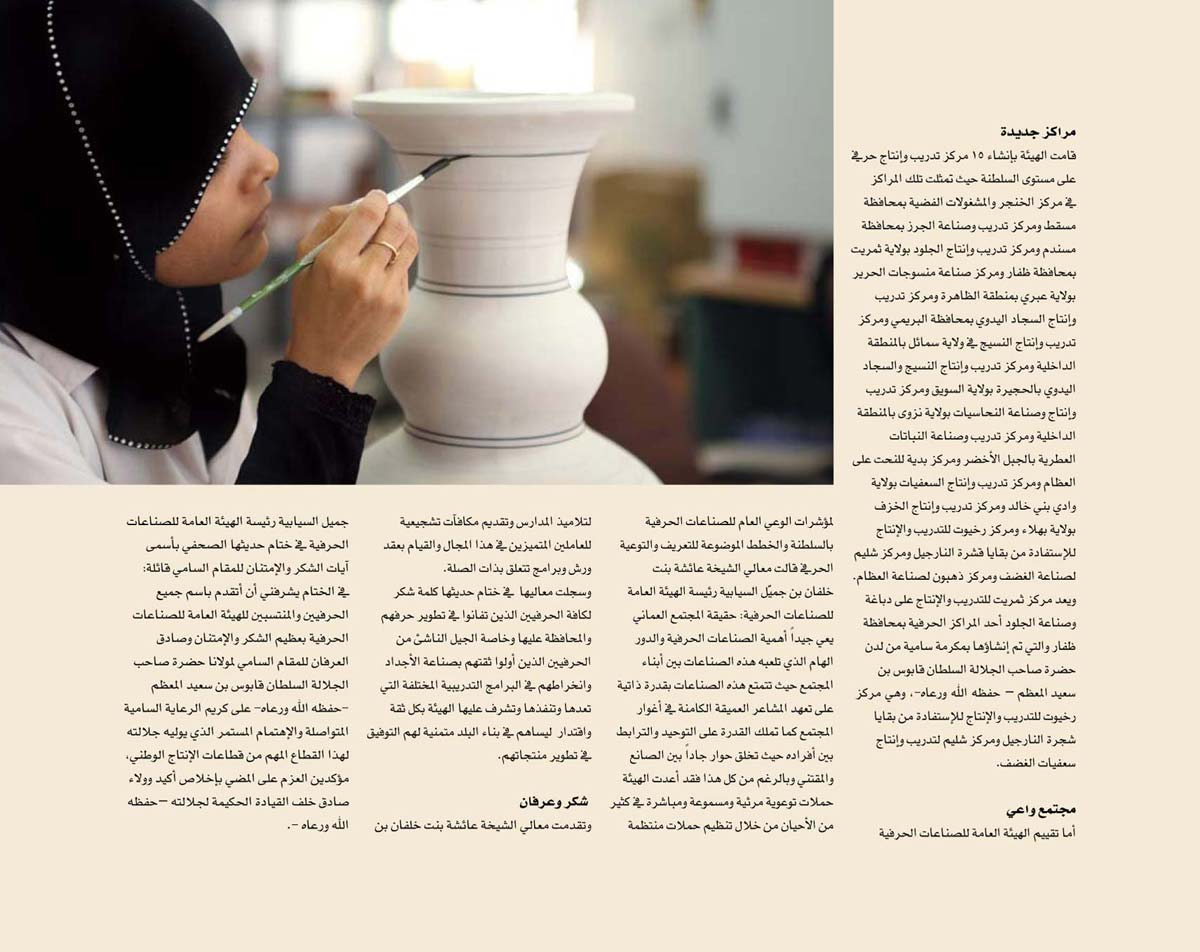 مراكز جديدة
قامت الهيئة بإنشاء ١٥ مركز تدريب وإنتاج حرفي
على مستوى السلطنة حيث تمثلت تلك المراكز
في مركز الخنجر والمشغولات الفضية بمحافظة
مسقط ومركز تدريب وصناعة الجرز بمحافظة
مسندم ومركز تدريب وإنتاج الجلود بولاية ثمريت
بمحافظة ظفار ومركز صناعة منسوجات الحرير
بولاية عبري بمنطقة الظاهرة ومركز تدريب
وإنتاج السجاد اليدوي بمحافظة البريمي ومركز
تدريب وإنتاج النسيج في ولاية سمائل بالمنطقة
الداخلية ومركز تدريب وإنتاج النسيج والسجاد
اليدوي بالحجيرة بولاية السويق ومركز تدريب
وإنتاج وصناعة النحاسيات بولاية نزوى بالمنطقة
الداخلية ومركز تدريب وصناعة النباتات
العطرية بالجبل الأخضر ومركز بدية للنحت على
العظام ومركز تدريب وإنتاج السعفيات بولاية
وادي بني خالد ومركز تدريب وإنتاج الخزف
بولاية بهلاء ومركز رخيوت للتدريب والإنتاج
للإستفادة من بقايا قشرة النارجيل ومركز شليم
لصناعة الغضف ومركز ذهبون لصناعة العظام.
ويعد مركز ثمريت للتدريب والإنتاج على دباغة
وصناعة الجلود أحد المراكز الحرفية بمحافظة
ظفار والتي تم إنشاؤها بمكرمة سامية من لدن
حضرة صاحب الجلالة السلطان قابوس بن
سعيد المعظم – حفظه الله ورعاه-، وهي مركز
رخيوت للتدريب والإنتاج للإستفادة من بقايا
شجرة النارجيل ومركز شليم لتدريب وإنتاج
سعفيات الغضف.
مجتمع واعي
أما تقييم الهيئة العامة للصناعات الحرفية
لمؤشرات الوعي العام للصناعات الحرفية
بالسلطنة والخطط الموضوعة للتعريف والتوعية
الحرفي قالت معالي الشيخة عائشة بنت
خلفان بن جميّل السيابية رئيسة الهيئة العامة
للصناعات الحرفية: حقيقة المجتمع العماني
يعي جيداً أهمية الصناعات الحرفية والدور
الهام الذي تلعبه هذه الصناعات بين أبناء
المجتمع حيث تتمتع هذه الصناعات بقدرة ذاتية
على تعهد المشاعر العميقة الكامنة في أغوار
المجتمع كما تملك القدرة على التوحيد والترابط
بين أفراده حيث تخلق حوار جاداً بين الصانع
والمقتني وبالرغم من كل هذا فقد أعدت الهيئة
حملات توعوية مرئية ومسموعة ومباشرة في كثير
من الأحيان من خلال تنظيم حملات منتظمة
لتلاميذ المدارس وتقديم مكافآت تشجيعية
للعاملين المتميزين في هذا المجال والقيام بعقد
ورش وبرامج تتعلق بذات الصلة.
وسجلت معاليها في ختام حديثها كلمة شكر
لكافة الحرفيين الذين تفانوا في تطوير حرفهم
والمحافظة عليها وخاصة الجيل الناشئ من
الحرفيين الذين أولوا ثقتهم بصناعة الأجداد
وانخراطهم في البرامج التدريبية المختلفة التي
تعدها وتنفذها وتشرف عليها الهيئة بكل ثقة
واقتدار ليساهم في بناء البلد متمنية لهم التوفيق
في تطوير منتجاتهم.
شكر وعرفان
وتقدمت معالي الشيخة عائشة بنت خلفان بن
جميل السيابية رئيسة الهيئة العامة للصناعات
الحرفية في ختام حديثها الصحفي بأسمى
آيات الشكر والإمتنان للمقام السامي قائلة:
في الختام يشرفني أن أتقدم باسم جميع
الحرفيين والمنتسبين للهيئة العامة للصناعات
الحرفية بعظيم الشكر والإمتنان وصادق
العرفان للمقام السامي لمولانا حضرة صاحب
الجلالة السلطان قابوس بن سعيد المعظم
-حفظه الله ورعاه- على كريم الرعاية السامية
المتواصلة والإهتمام المستمر الذي يوليه جلالته
لهذا القطاع المهم من قطاعات الإنتاج الوطني،
مؤكدين العزم على المضي بإخلاص أكيد وولاء
صادق خلف القيادة الحكيمة لجلالته –حفظه
الله ورعاه -.